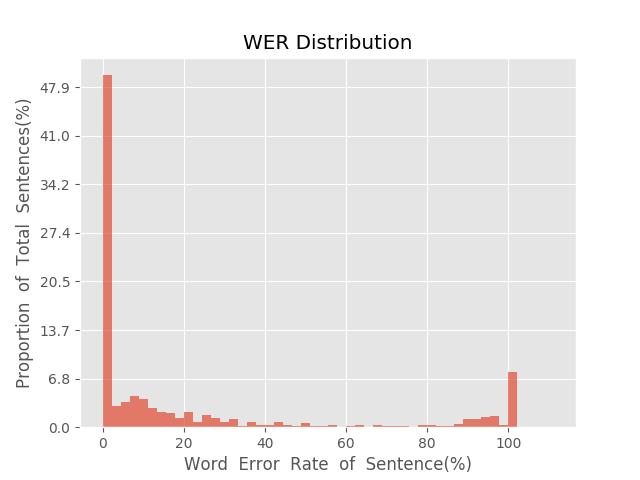 WER Distribution
47.9
41.0
34.2
27.4
20.5
13.7
6.8
0.0
Proportion of Total Sentences(%)
0 20 40 60 80 100
Word Error Rate of Sentence(%)